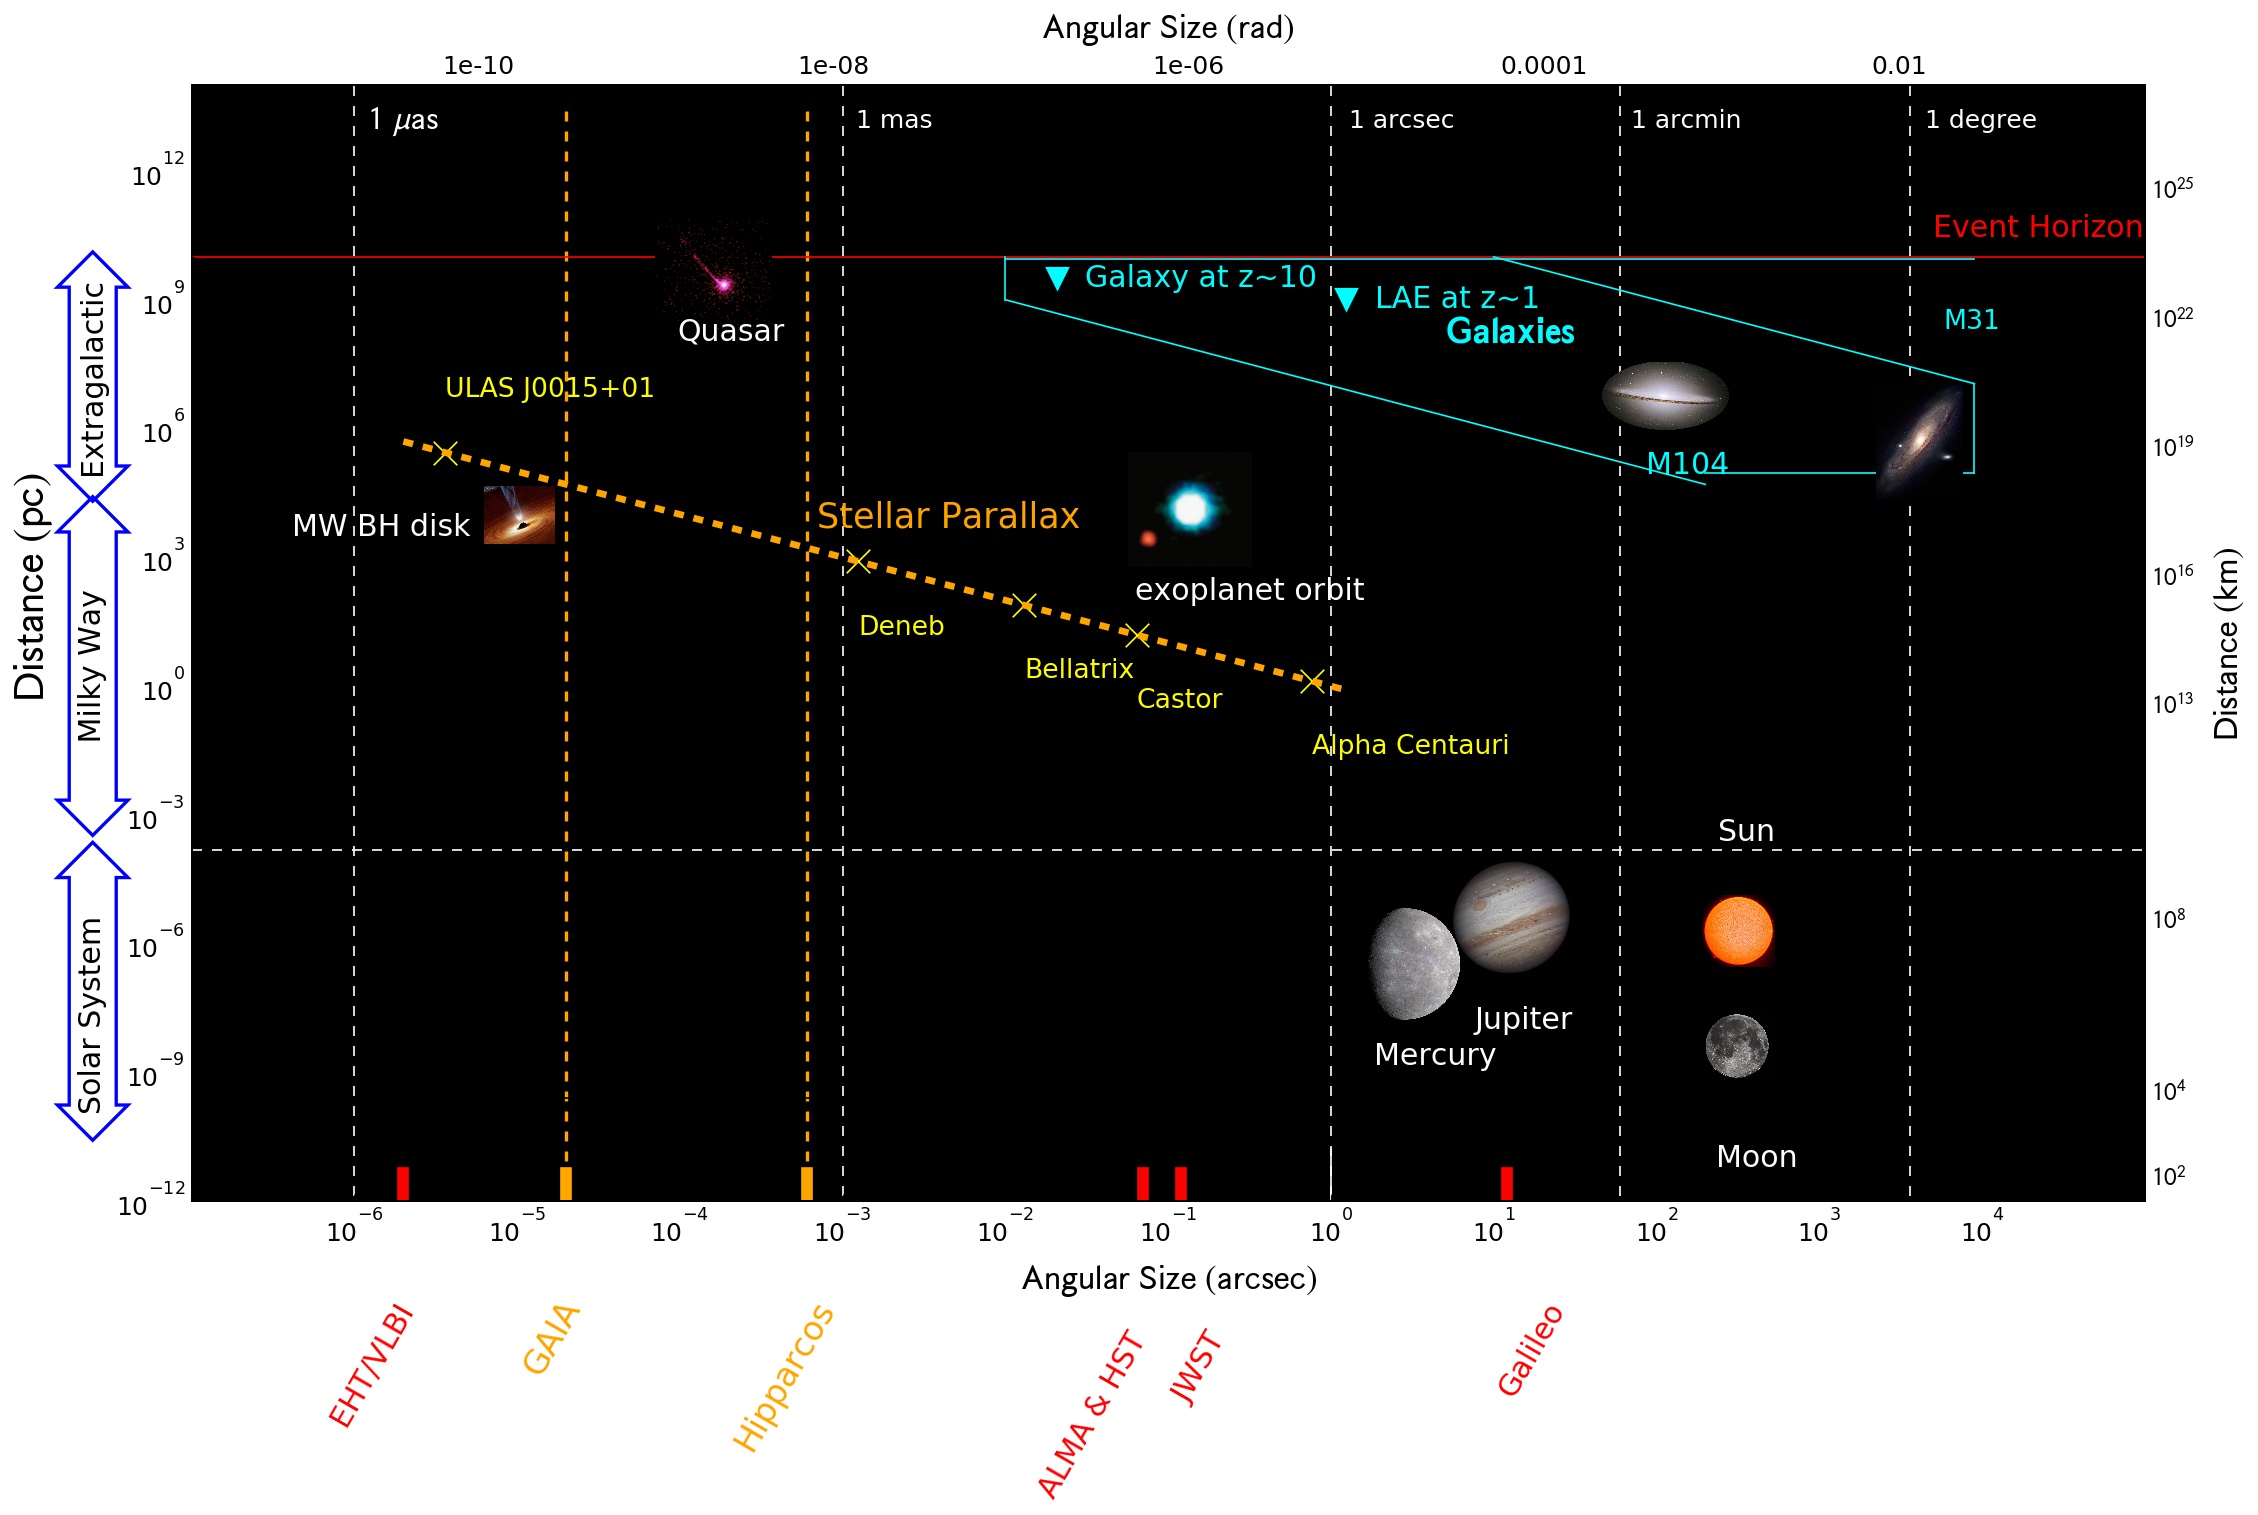 Angular Size (rad)
1e-10 1e-08 1e-06 0.0001 0.01
1 μas 1 mas 1 arcsec 1 arcmin 1 degree
10^12
10^25
Event Horizon
Galaxy at z~10
10^9
LAE at z~1
10^22
M31
Quasar
Galaxies
Extragalactic
ULAS J0015+01
10^6
10^19
M104
Stellar Parallax
MW BH disk
10^3
10^16
exoplanet orbit
Distance (pc)
Distance (km)
Deneb
Milky Way
Bellatrix
10^0
Castor
10^13
Alpha Centauri
10^−3
Sun
10^8
10^−6
Solar System
Jupiter
Mercury
10^−9
10^4
Moon
10^2
10^−12
10^−6 10^−5 10^−4 10^−3 10^−2 10^−1 10^0 10^1 10^2 10^3 10^4
Angular Size (arcsec)
EHT/VLBI
GAIA
Hipparcos
ALMA & HST
JWST
Galileo